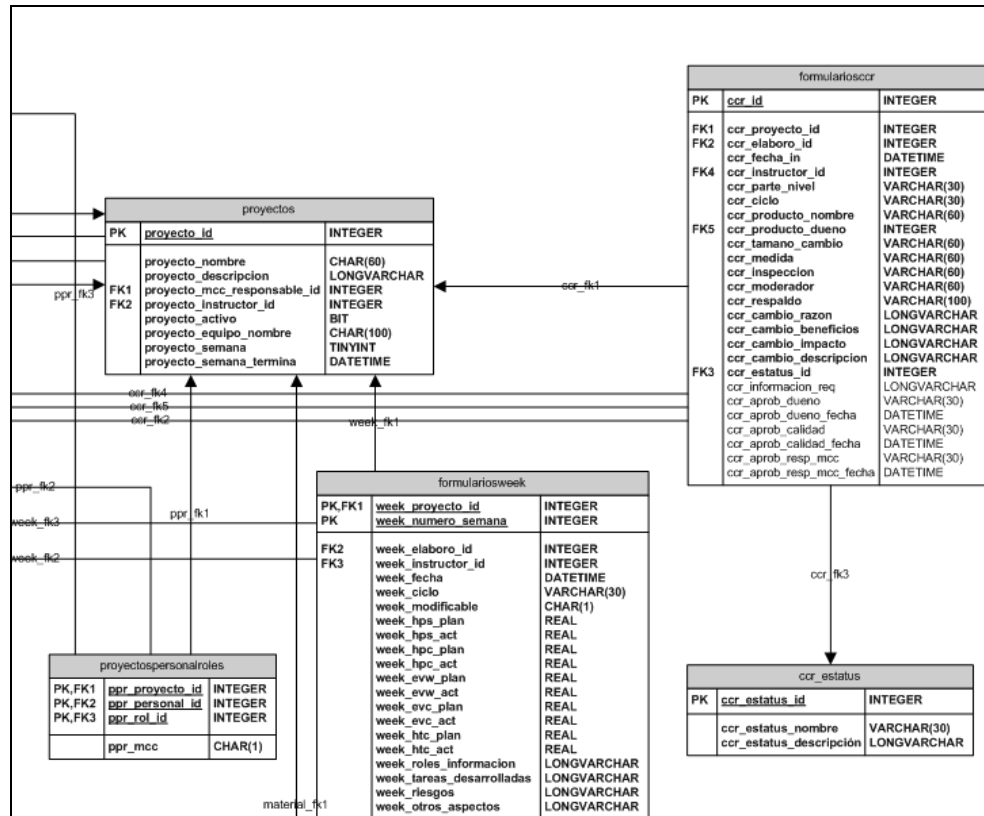 formulariosccr
PK ccr_id INTEGER
FK1 ccr_proyecto_id INTEGER
FK2 ccr_elaboro_id INTEGER
ccr_fecha_in DATETIME
FK4 ccr_instructor_id INTEGER
ccr_parte_nivel VARCHAR(30)
ccr_ciclo VARCHAR(30)
ccr_producto_nombre VARCHAR(60)
FK5 ccr_producto_dueno INTEGER
ccr_tamano_cambio VARCHAR(60)
ccr_medida VARCHAR(60)
ccr_inspeccion VARCHAR(60)
ccr_moderador VARCHAR(60)
ccr_respaldo VARCHAR(100)
ccr_cambio_razon LONGVARCHAR
ccr_cambio_beneficios LONGVARCHAR
ccr_cambio_impacto LONGVARCHAR
ccr_cambio_descripcion LONGVARCHAR
FK3 ccr_estatus_id INTEGER
ccr_informacion_req LONGVARCHAR
ccr_aprob_dueno VARCHAR(30)
ccr_aprob_dueno_fecha DATETIME
ccr_aprob_calidad VARCHAR(30)
ccr_aprob_calidad_fecha DATETIME
ccr_aprob_resp_mcc VARCHAR(30)
ccr_aprob_resp_mcc_fecha DATETIME
proyectos
PK proyecto_id INTEGER
proyecto_nombre CHAR(60)
proyecto_descripcion LONGVARCHAR
FK1 proyecto_mcc_responsable_id INTEGER
FK2 proyecto_instructor_id INTEGER
proyecto_activo BIT
proyecto_equipo_nombre CHAR(100)
proyecto_semana TINYINT
proyecto_semana_termina DATETIME
ppr_fk3
ccr_fk1
ccr_fk4
ccr_fk5
ccr_fk2
week_fk1
ppr_fk2
ppr_fk1
week_fk3
week_fk2
formulariosweek
PK,FK1 week_proyecto_id INTEGER
PK week_numero_semana INTEGER
FK2 week_elaboro_id INTEGER
FK3 week_instructor_id INTEGER
week_fecha DATETIME
week_ciclo VARCHAR(30)
week_modificable CHAR(1)
week_hps_plan REAL
week_hps_act REAL
week_hpc_plan REAL
week_hpc_act REAL
week_evw_plan REAL
week_evw_act REAL
week_evc_plan REAL
week_evc_act REAL
week_htc_plan REAL
week_htc_act REAL
week_roles_informacion LONGVARCHAR
week_tareas_desarrolladas LONGVARCHAR
week_riesgos LONGVARCHAR
week_otros_aspectos LONGVARCHAR
ccr_fk3
proyectospersonalroles
PK,FK1 ppr_proyecto_id INTEGER
PK,FK2 ppr_personal_id INTEGER
PK,FK3 ppr_rol_id INTEGER
ppr_mcc CHAR(1)
ccr_estatus
PK ccr_estatus_id INTEGER
ccr_estatus_nombre VARCHAR(30)
ccr_estatus_descripción LONGVARCHAR
material_fk1